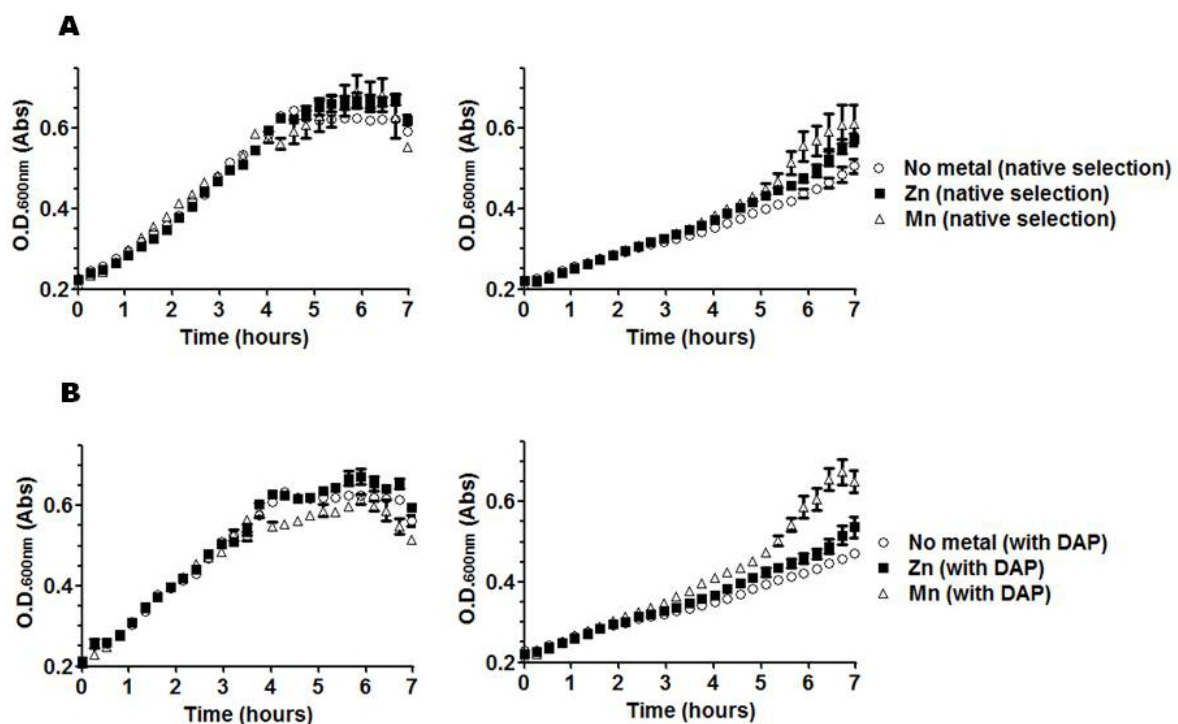 A
O.D.600nm (Abs)
0.6
0.4
0.2
0 1 2 3 4 5 6 7
Time (hours)
O.D.600nm (Abs)
0.6
0.4
0.2
0 1 2 3 4 5 6 7
Time (hours)
No metal (native selection)
Zn (native selection)
Mn (native selection)
B
O.D.600nm (Abs)
0.6
0.4
0.2
0 1 2 3 4 5 6 7
Time (hours)
O.D.600nm (Abs)
0.6
0.4
0.2
0 1 2 3 4 5 6 7
Time (hours)
No metal (with DAP)
Zn (with DAP)
Mn (with DAP)